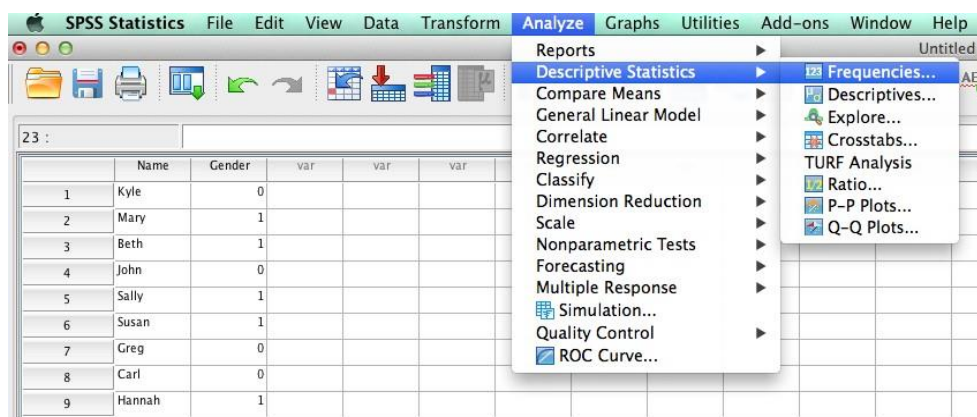 SPSS Statistics File Edit View Data Transform Analyze Graphs Utilities Add-ons Window Help
Untitled
Reports
Descriptive Statistics
Compare Means
General Linear Model
Correlate
Regression
Classify
Dimension Reduction
Scale
Nonparametric Tests
Forecasting
Multiple Response
Simulation...
Quality Control
ROC Curve...
Frequencies...
Descriptives...
Explore...
Crosstabs...
TURF Analysis
Ratio...
P-P Plots...
Q-Q Plots...
23 :
Name Gender var var var
1 Kyle 0
2 Mary 1
3 Beth 1
4 John 0
5 Sally 1
6 Susan 1
7 Greg 0
8 Carl 0
9 Hannah 1